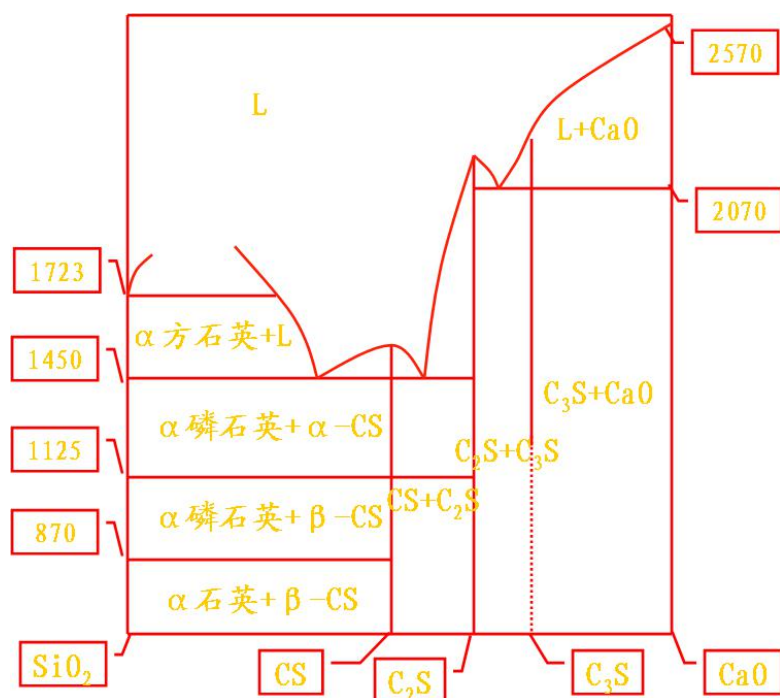 2570
L
L+CaO
2070
1723
α方石英+L
1450
C₃S+CaO
α磷石英+α-CS
C₂S+C₃S
1125
CS+C₂S
α磷石英+β-CS
870
α石英+β-CS
SiO₂
CS
C₂S
C₃S
CaO